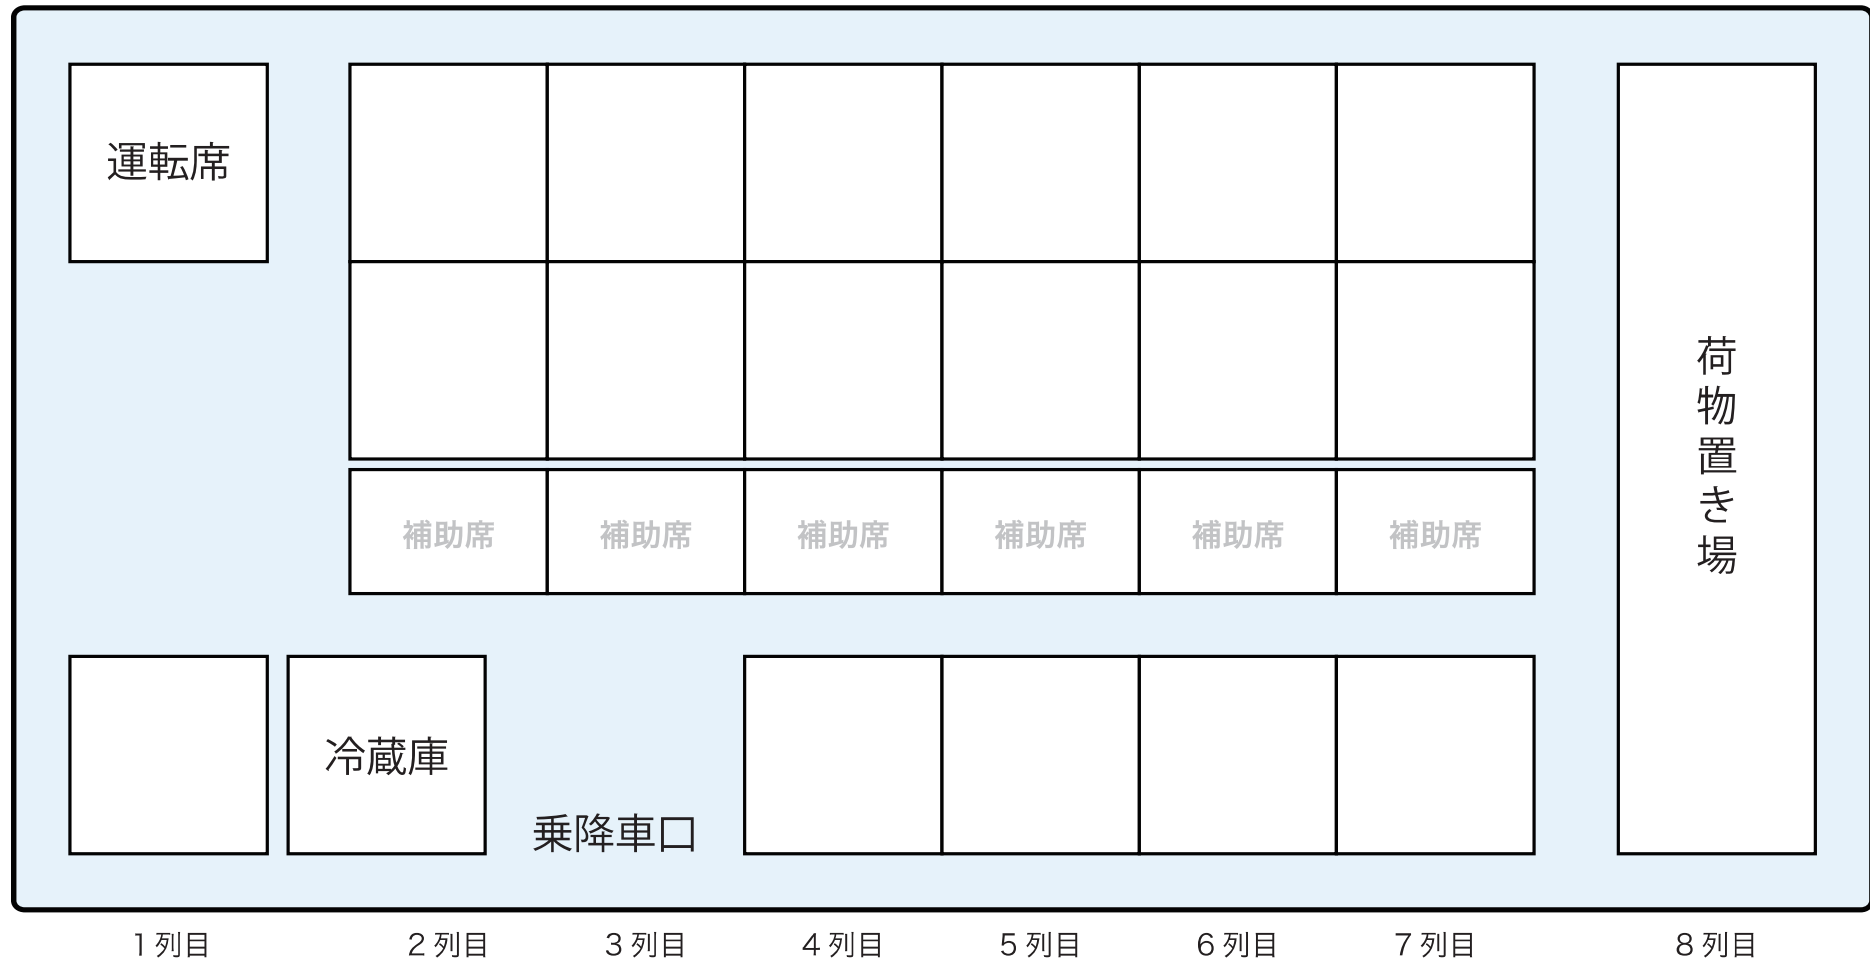 運転席
補助席 補助席 補助席 補助席 補助席 補助席
荷物置き場
冷蔵庫
乗降車口
1列目 2列目 3列目 4列目 5列目 6列目 7列目 8列目